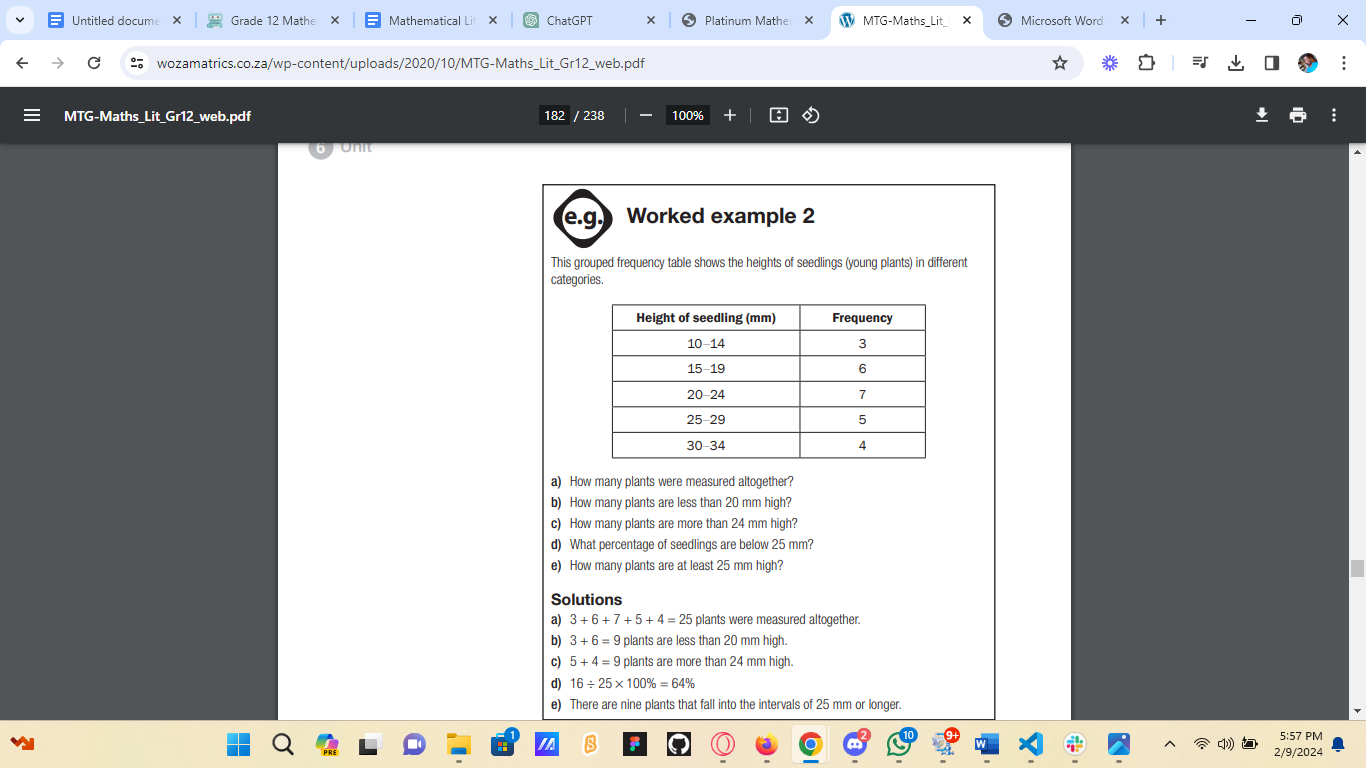 Untitled docume
Grade 12 Mathe
Mathematical Lit
ChatGPT
Platinum Mathe
MTG-Maths_Lit_
Microsoft Word
wozamatrics.co.za/wp-content/uploads/2020/10/MTG-Maths_Lit_Gr12_web.pdf
MTG-Maths_Lit_Gr12_web.pdf
182 / 238
100%
6 Unit
e.g. Worked example 2
This grouped frequency table shows the heights of seedlings (young plants) in different
categories.
Height of seedling (mm) Frequency
10–14 3
15–19 6
20–24 7
25–29 5
30–34 4
a) How many plants were measured altogether?
b) How many plants are less than 20 mm high?
c) How many plants are more than 24 mm high?
d) What percentage of seedlings are below 25 mm?
e) How many plants are at least 25 mm high?
Solutions
a) 3 + 6 + 7 + 5 + 4 = 25 plants were measured altogether.
b) 3 + 6 = 9 plants are less than 20 mm high.
c) 5 + 4 = 9 plants are more than 24 mm high.
d) 16 ÷ 25 × 100% = 64%
e) There are nine plants that fall into the intervals of 25 mm or longer.
PRE
1
2
10
9+
5:57 PM
2/9/2024